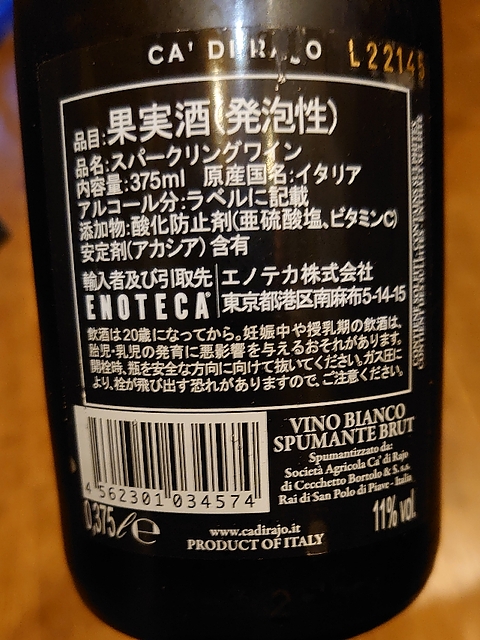 CA' DI RAJO
L22145
品目:果実酒(発泡性)
品名:スパークリングワイン
内容量:375ml 原産国名:イタリア
アルコール分:ラベルに記載
添加物:酸化防止剤(亜硫酸塩、ビタミンC)
安定剤(アカシア)含有
輸入者及び引取先
ENOTECA
エノテカ株式会社
東京都港区南麻布5-14-15
飲酒は20歳になってから。妊娠中や授乳期の飲酒は、
胎児・乳児の発育に悪影響を与えるおそれがあります。
開栓時、瓶を安全な方向に向けて抜いてください。ガス圧に
より、栓が飛び出す恐れがありますので、ご注意ください。
4 562301 034574
0,375 l e
VINO BIANCO
SPUMANTE BRUT
Spumantizzato da:
Società Agricola Ca' di Rajo
di Cecchetto Bortolo & S. s.s.
Rai di San Polo di Piave - Italia
11% vol.
www.cadirajo.it
PRODUCT OF ITALY